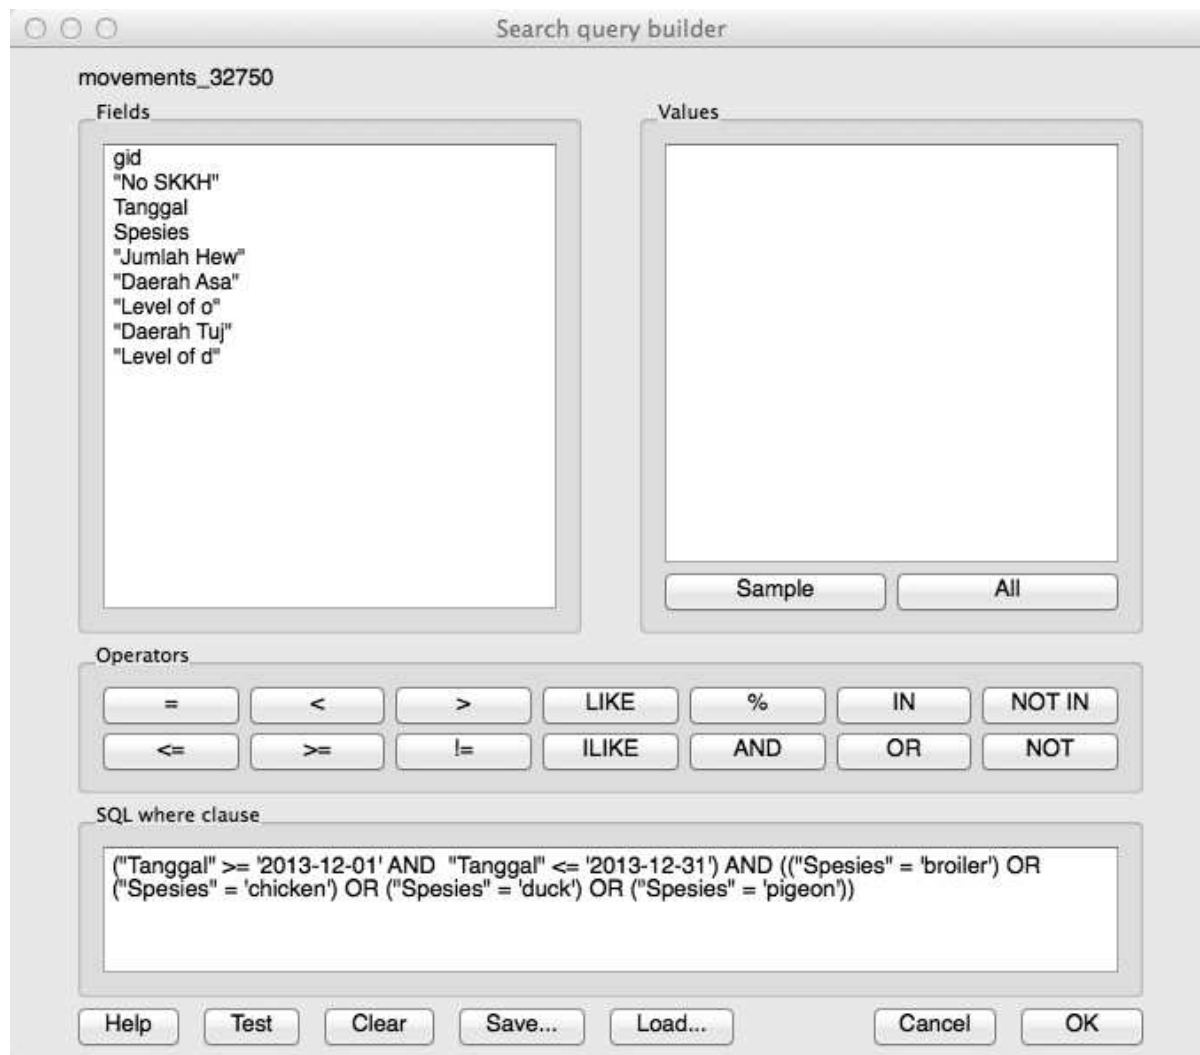 Search query builder
movements_32750
Fields
gid
"No SKKH"
Tanggal
Spesies
"Jumlah Hew"
"Daerah Asa"
"Level of o"
"Daerah Tuj"
"Level of d"
Values
Sample All
Operators
= < > LIKE % IN NOT IN
<= >= != ILIKE AND OR NOT
SQL where clause
("Tanggal" >= '2013-12-01' AND  "Tanggal" <= '2013-12-31') AND (("Spesies" = 'broiler') OR
("Spesies" = 'chicken') OR ("Spesies" = 'duck') OR ("Spesies" = 'pigeon'))
Help Test Clear Save... Load... Cancel OK